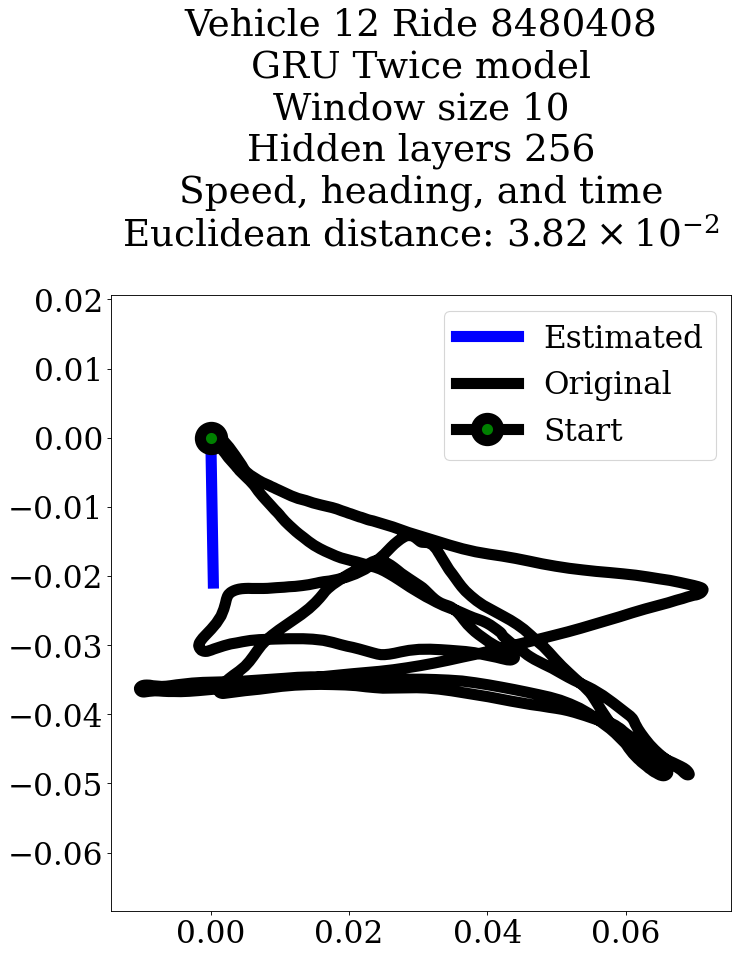 Vehicle 12 Ride 8480408
GRU Twice model
Window size 10
Hidden layers 256
Speed, heading, and time
Euclidean distance: 3.82 × 10⁻²
Estimated
Original
Start
0.02
0.01
0.00
−0.01
−0.02
−0.03
−0.04
−0.05
−0.06
0.00 0.02 0.04 0.06